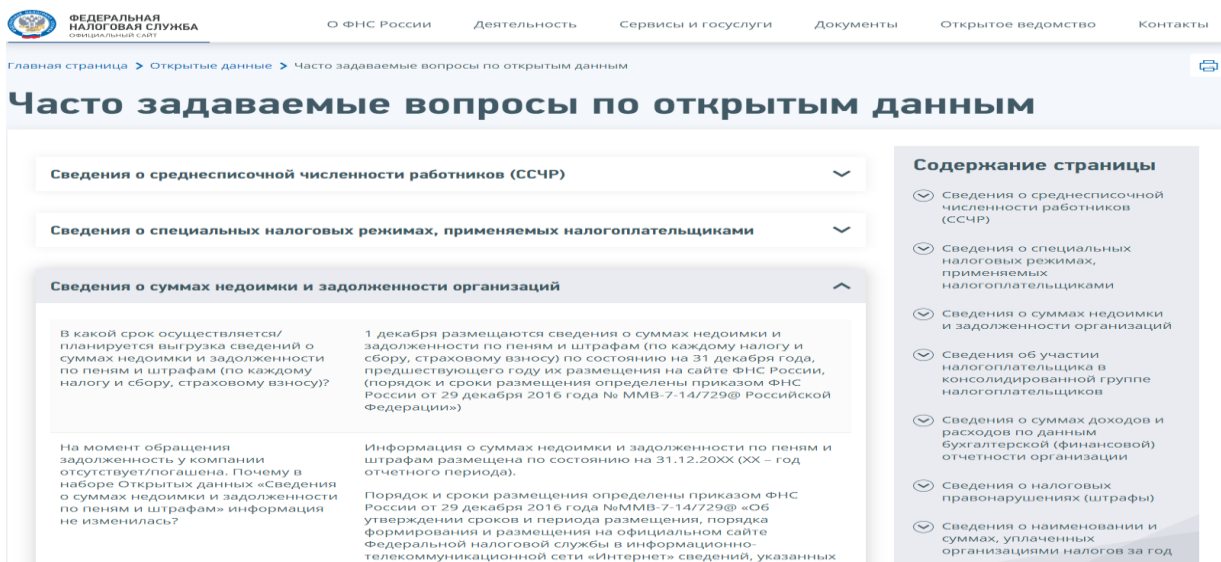 ФЕДЕРАЛЬНАЯ
НАЛОГОВАЯ СЛУЖБА
ОФИЦИАЛЬНЫЙ САЙТ
О ФНС России Деятельность Сервисы и госуслуги Документы Открытое ведомство Контакты
Главная страница > Открытые данные > Часто задаваемые вопросы по открытым данным
Часто задаваемые вопросы по открытым данным
Сведения о среднесписочной численности работников (ССЧР)
Сведения о специальных налоговых режимах, применяемых налогоплательщиками
Сведения о суммах недоимки и задолженности организаций
В какой срок осуществляется/
планируется выгрузка сведений о
суммах недоимки и задолженности
по пеням и штрафам (по каждому
налогу и сбору, страховому взносу)?
1 декабря размещаются сведения о суммах недоимки и
задолженности по пеням и штрафам (по каждому налогу и
сбору, страховому взносу) по состоянию на 31 декабря года,
предшествующего году их размещения на сайте ФНС России,
(порядок и сроки размещения определены приказом ФНС
России от 29 декабря 2016 года № ММВ-7-14/729@ Российской
Федерации»)
На момент обращения
задолженность у компании
отсутствует/погашена. Почему в
наборе Открытых данных «Сведения
о суммах недоимки и задолженности
по пеням и штрафам» информация
не изменилась?
Информация о суммах недоимки и задолженности по пеням и
штрафам размещена по состоянию на 31.12.20XX (XX – год
отчетного периода).
Порядок и сроки размещения определены приказом ФНС
России от 29 декабря 2016 года №ММВ-7-14/729@ «Об
утверждении сроков и периода размещения, порядка
формирования и размещения на официальном сайте
Федеральной налоговой службы в информационно-
телекоммуникационной сети «Интернет» сведений, указанных
Содержание страницы
Сведения о среднесписочной
численности работников
(ССЧР)
Сведения о специальных
налоговых режимах,
применяемых
налогоплательщиками
Сведения о суммах недоимки
и задолженности организаций
Сведения об участии
налогоплательщика в
консолидированной группе
налогоплательщиков
Сведения о суммах доходов и
расходов по данным
бухгалтерской (финансовой)
отчетности организации
Сведения о налоговых
правонарушениях (штрафы)
Сведения о наименовании и
суммах, уплаченных
организациями налогов за год